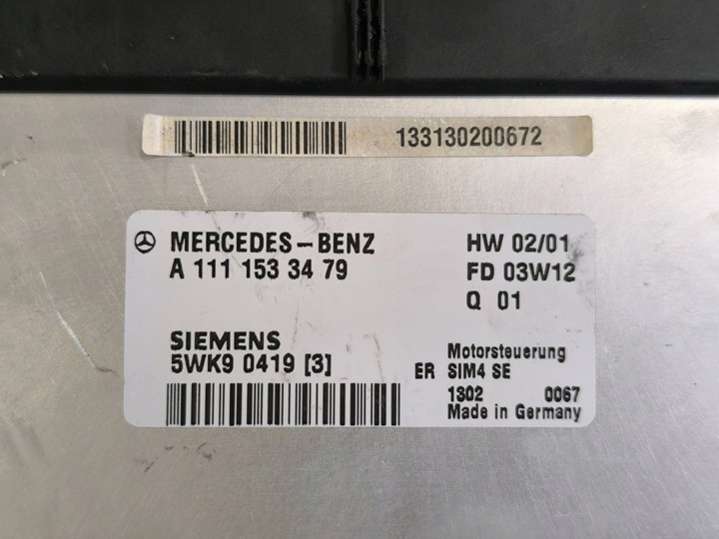 133130200672
MERCEDES-BENZ HW 02/01
A 111 153 34 79 FD 03W12
Q 01
SIEMENS
5WK9 0419 [3]
Motorsteuerung
ER SIM4 SE
1302 0067
Made in Germany